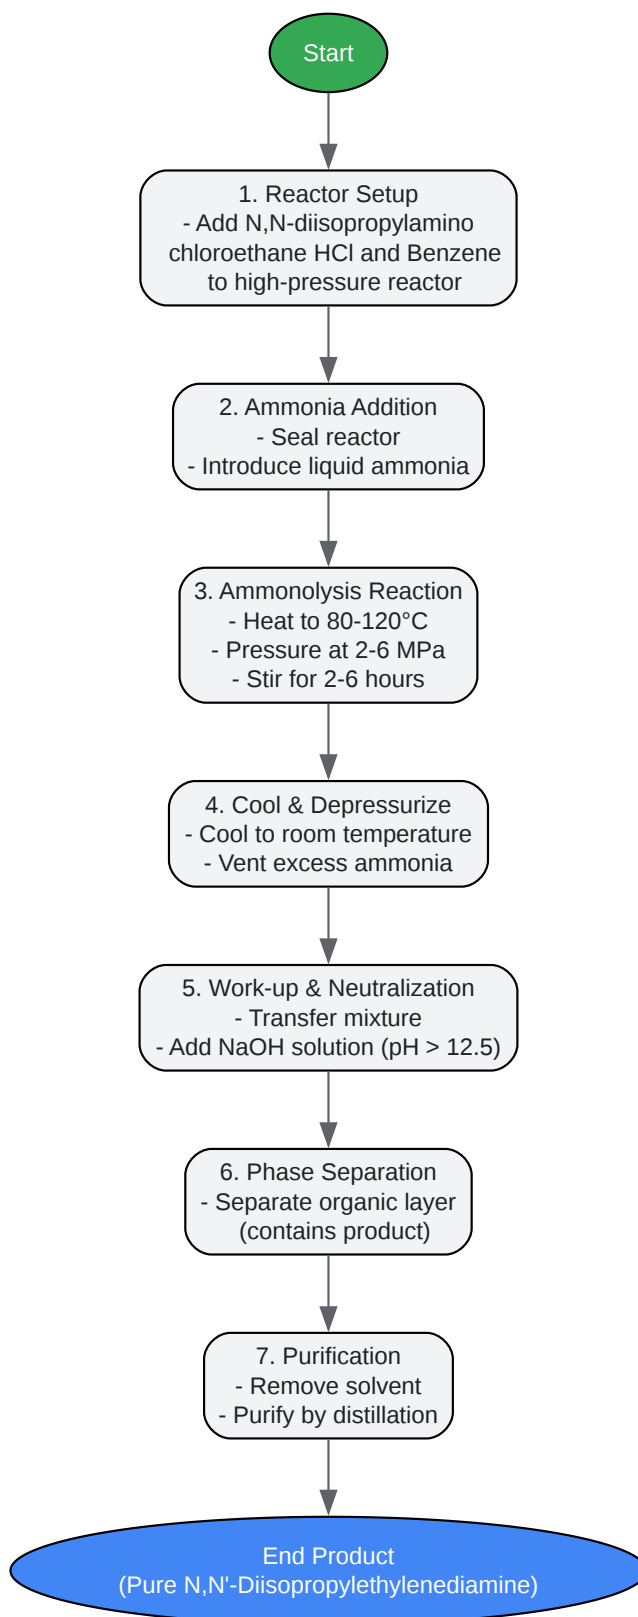 Start
1. Reactor Setup
- Add N,N-diisopropylamino
chloroethane HCl and Benzene
to high-pressure reactor
2. Ammonia Addition
- Seal reactor
- Introduce liquid ammonia
3. Ammonolysis Reaction
- Heat to 80-120°C
- Pressure at 2-6 MPa
- Stir for 2-6 hours
4. Cool & Depressurize
- Cool to room temperature
- Vent excess ammonia
5. Work-up & Neutralization
- Transfer mixture
- Add NaOH solution (pH > 12.5)
6. Phase Separation
- Separate organic layer
(contains product)
7. Purification
- Remove solvent
- Purify by distillation
End Product
(Pure N,N'-Diisopropylethylenediamine)